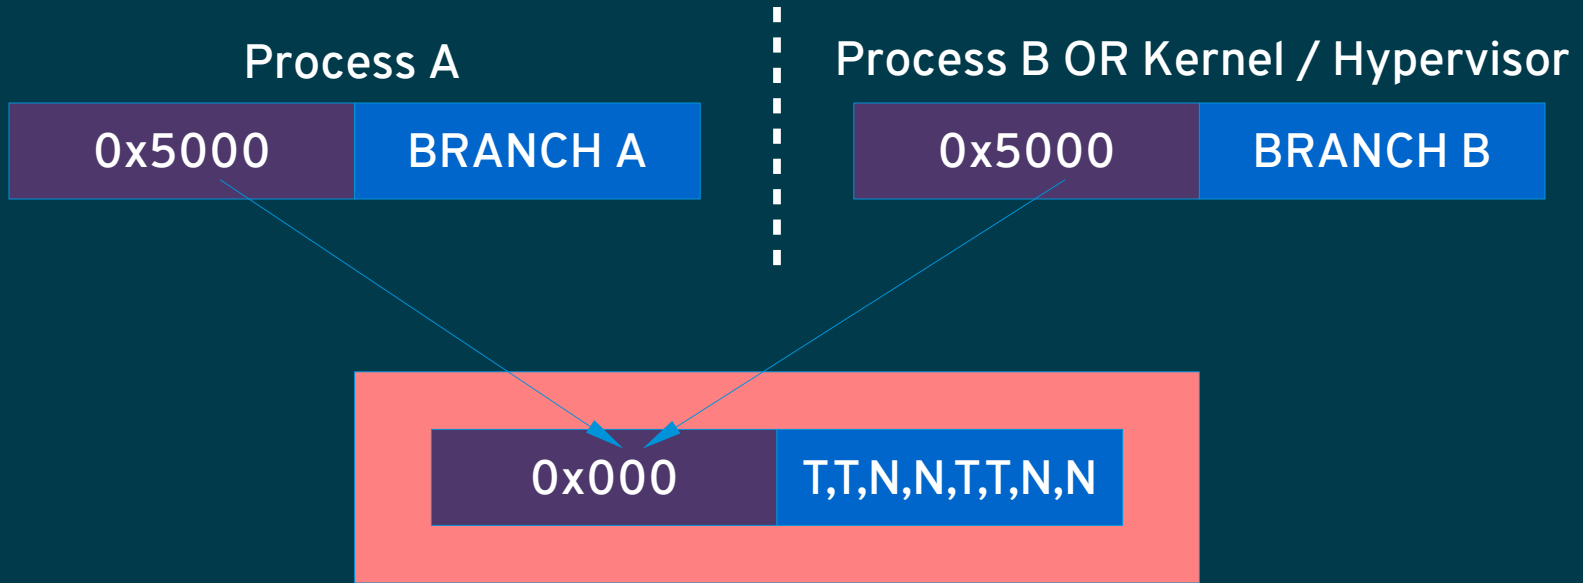 Process A
Process B OR Kernel / Hypervisor
0x5000 BRANCH A
0x5000 BRANCH B
0x000 T,T,N,N,T,T,N,N